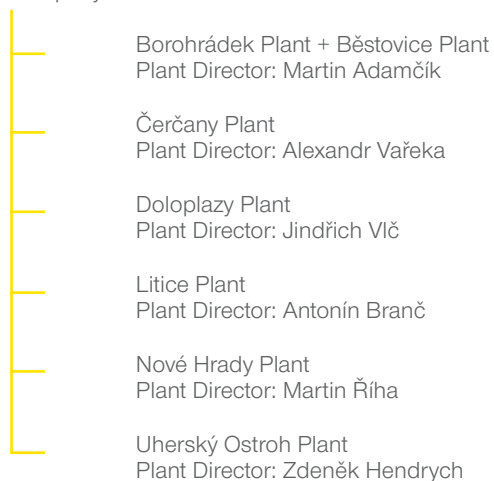 Borohrádek Plant + Běstovice Plant
Plant Director: Martin Adamčík
Čerčany Plant
Plant Director: Alexandr Vařeka
Doloplazy Plant
Plant Director: Jindřich Vlč
Litice Plant
Plant Director: Antonín Branč
Nové Hrady Plant
Plant Director: Martin Říha
Uherský Ostroh Plant
Plant Director: Zdeněk Hendrych